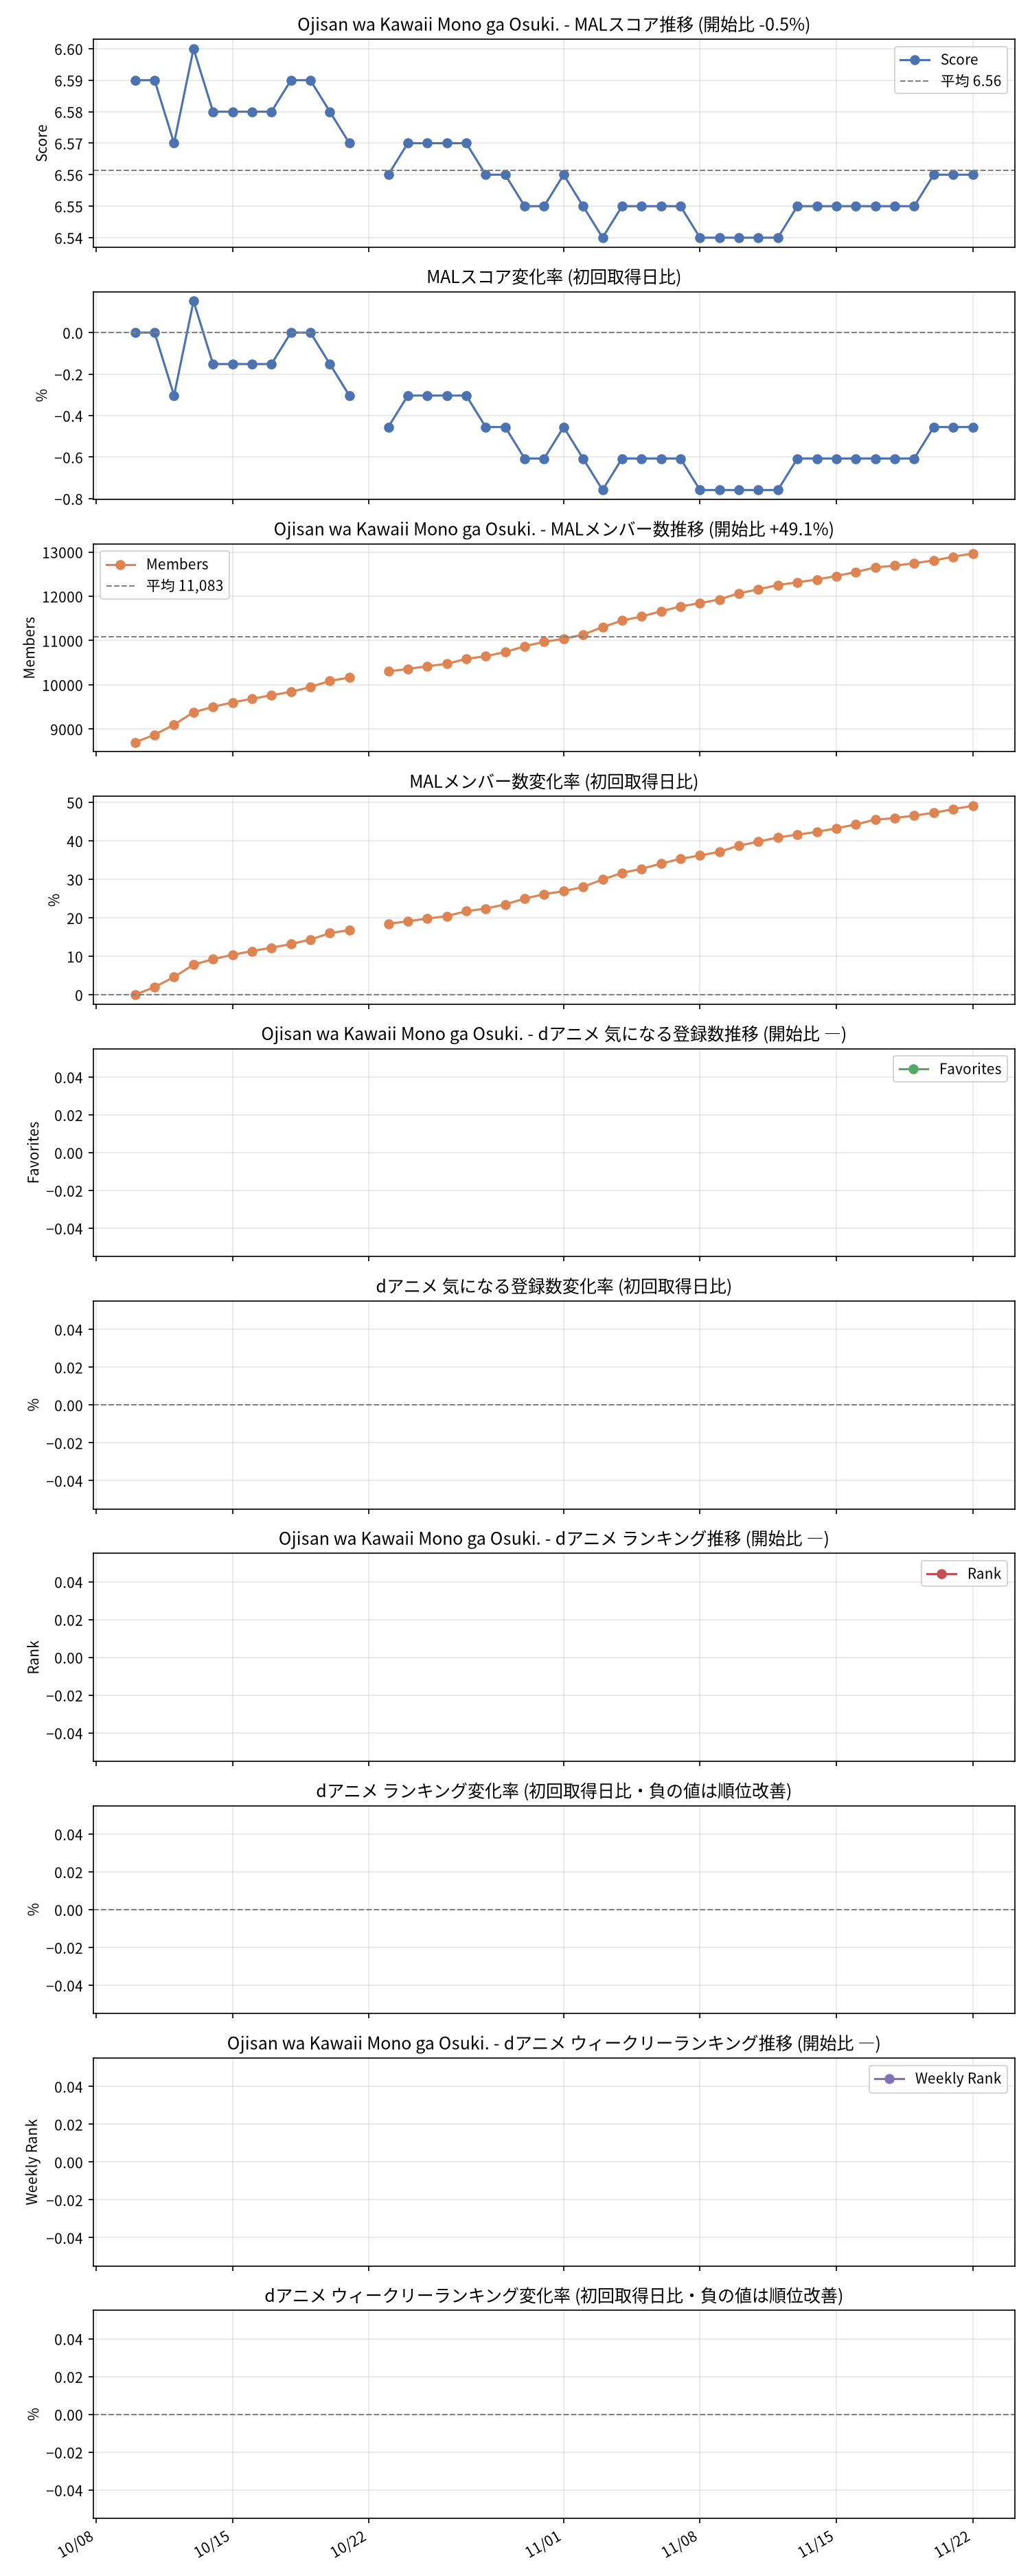 Ojisan wa Kawaii Mono ga Osuki. - MALスコア推移 (開始比 -0.5%)
Score
6.60
6.59
6.58
6.57
6.56
6.55
6.54
Score
平均 6.56
MALスコア変化率 (初回取得日比)
%
0.0
−0.2
−0.4
−0.6
−0.8
Ojisan wa Kawaii Mono ga Osuki. - MALメンバー数推移 (開始比 +49.1%)
Members
13000
12000
11000
10000
9000
Members
平均 11,083
MALメンバー数変化率 (初回取得日比)
%
50
40
30
20
10
0
Ojisan wa Kawaii Mono ga Osuki. - dアニメ 気になる登録数推移 (開始比 —)
Favorites
0.04
0.02
0.00
−0.02
−0.04
Favorites
dアニメ 気になる登録数変化率 (初回取得日比)
%
0.04
0.02
0.00
−0.02
−0.04
Ojisan wa Kawaii Mono ga Osuki. - dアニメ ランキング推移 (開始比 —)
Rank
0.04
0.02
0.00
−0.02
−0.04
Rank
dアニメ ランキング変化率 (初回取得日比・負の値は順位改善)
%
0.04
0.02
0.00
−0.02
−0.04
Ojisan wa Kawaii Mono ga Osuki. - dアニメ ウィークリーランキング推移 (開始比 —)
Weekly Rank
0.04
0.02
0.00
−0.02
−0.04
Weekly Rank
dアニメ ウィークリーランキング変化率 (初回取得日比・負の値は順位改善)
%
0.04
0.02
0.00
−0.02
−0.04
10/08
10/15
10/22
11/01
11/08
11/15
11/22